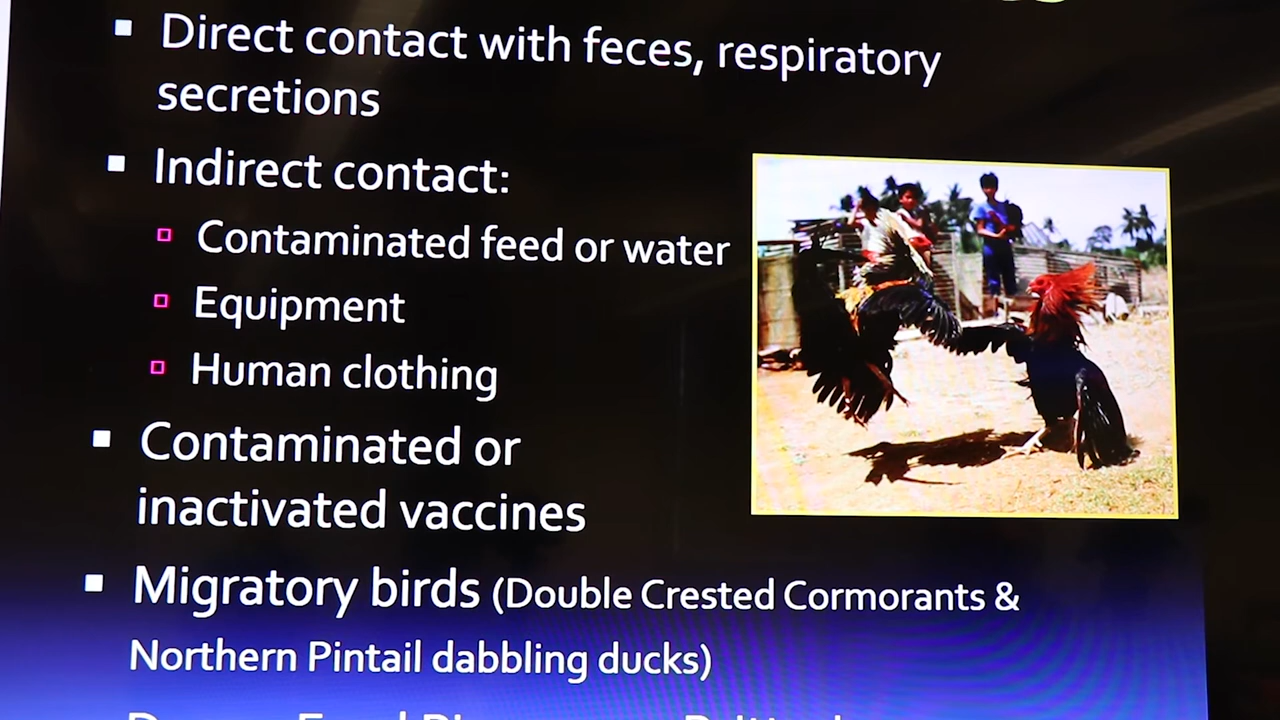 Direct contact with feces, respiratory
secretions
Indirect contact:
Contaminated feed or water
Equipment
Human clothing
Contaminated or
inactivated vaccines
Migratory birds (Double Crested Cormorants &
Northern Pintail dabbling ducks)